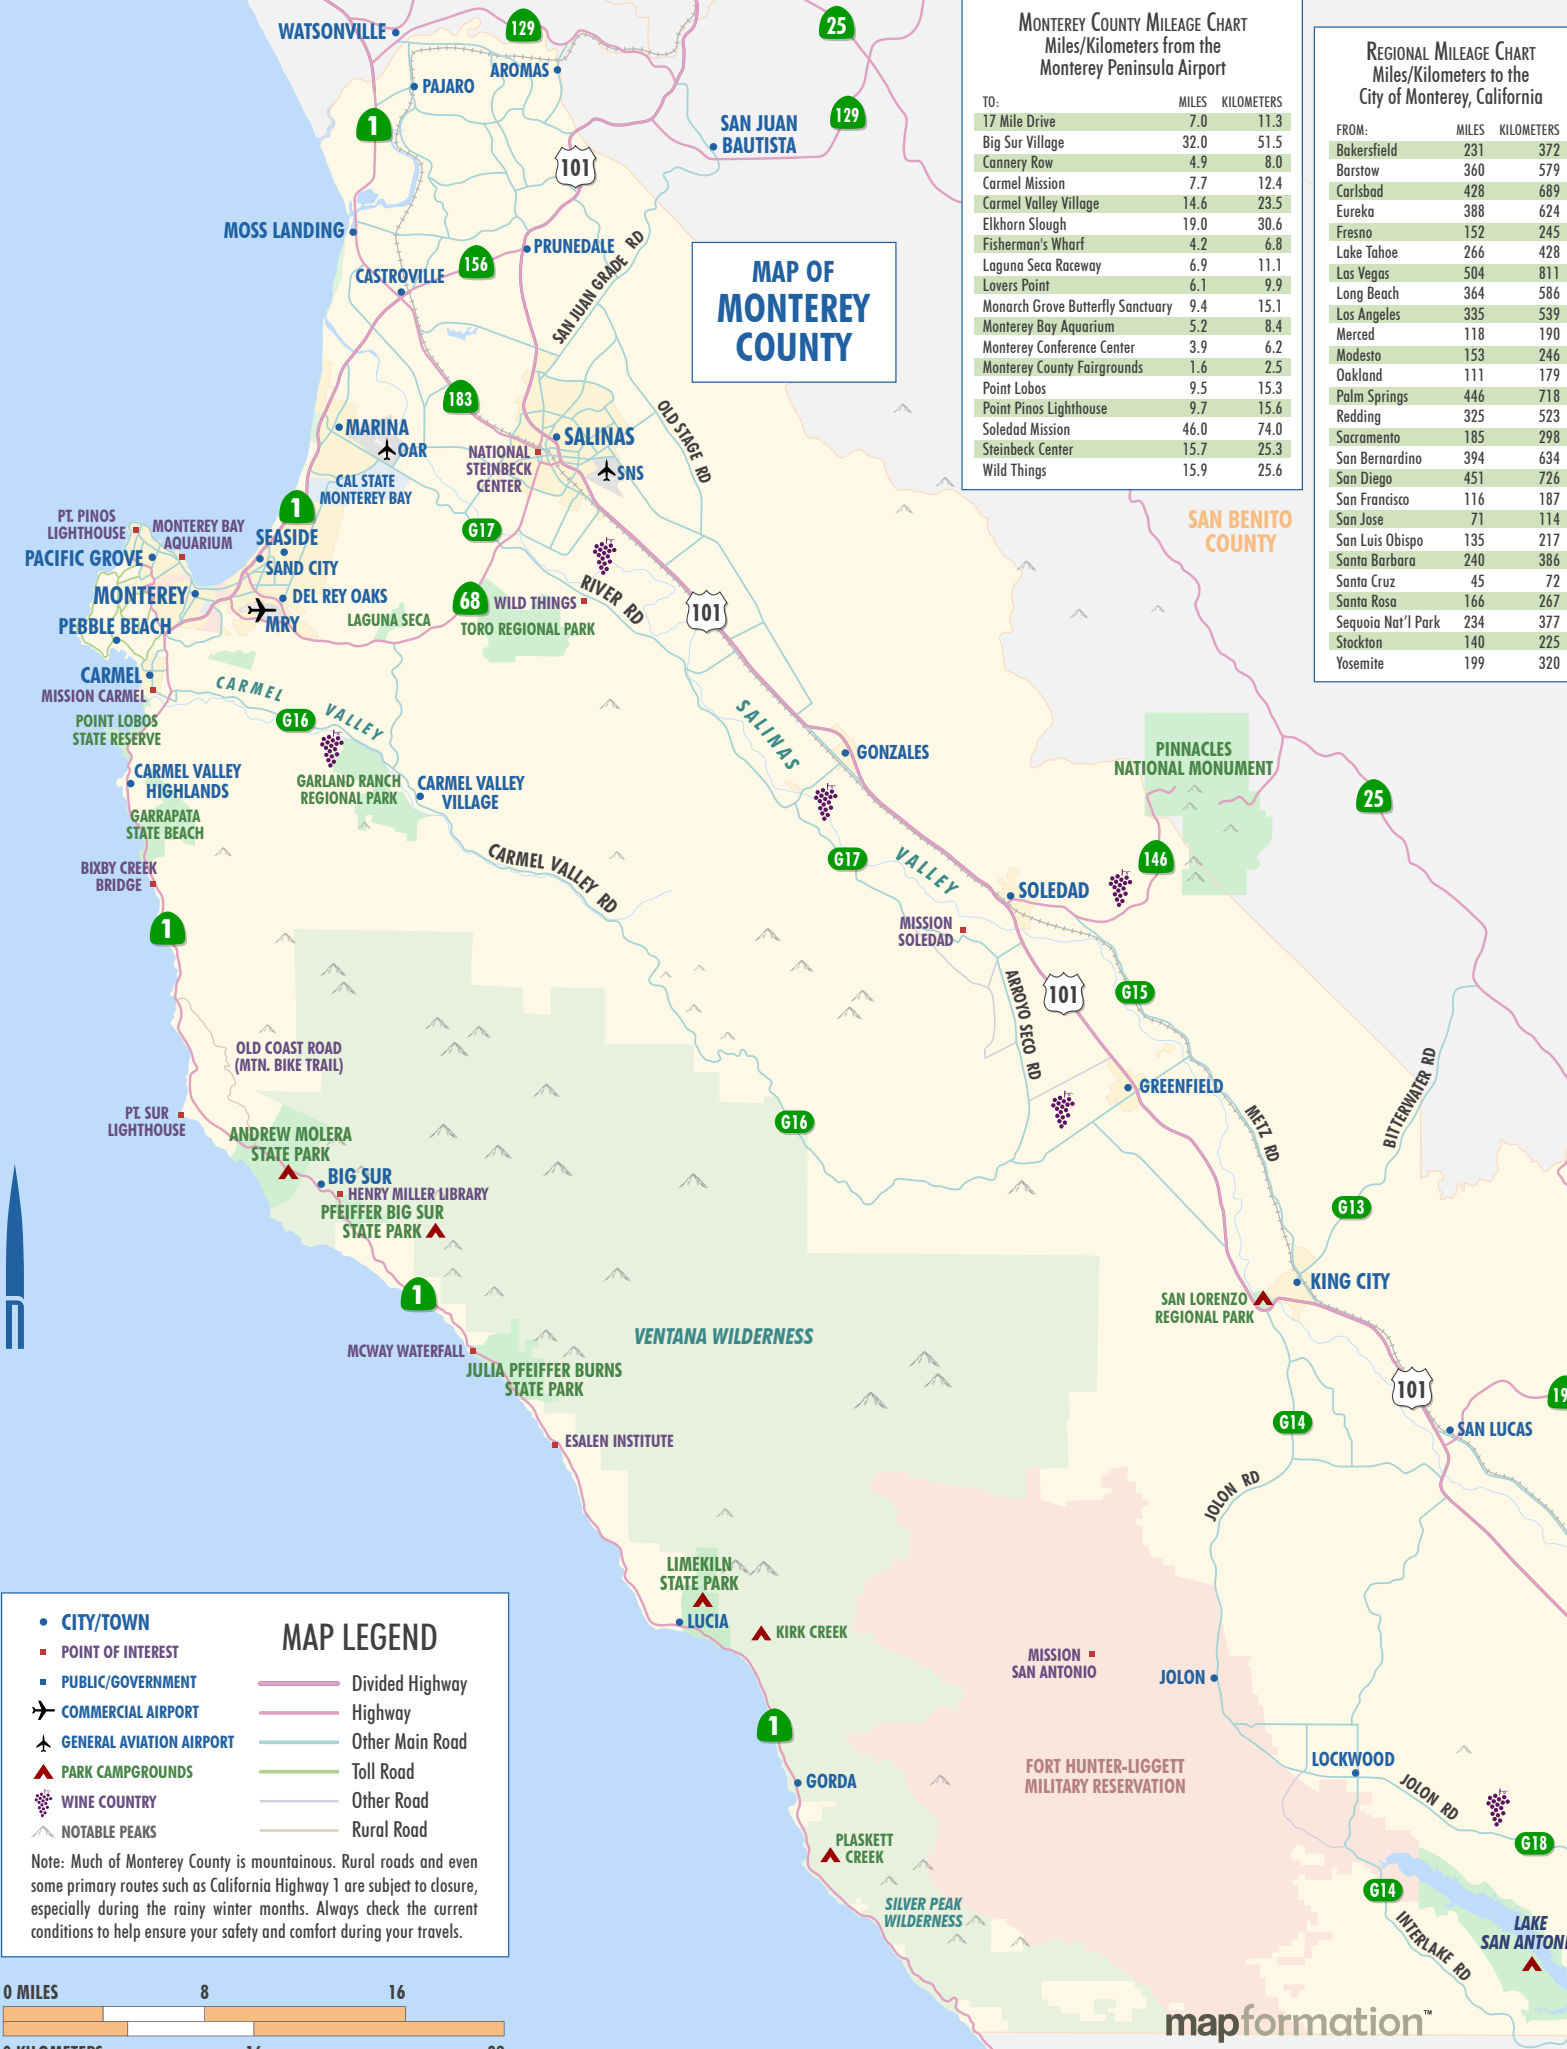 MONTEREY COUNTY MILEAGE CHART
Miles/Kilometers from the
Monterey Peninsula Airport
TO: MILES KILOMETERS
17 Mile Drive 7.0 11.3
Big Sur Village 32.0 51.5
Cannery Row 4.9 8.0
Carmel Mission 7.7 12.4
Carmel Valley Village 14.6 23.5
Elkhorn Slough 19.0 30.6
Fisherman's Wharf 4.2 6.8
Laguna Seca Raceway 6.9 11.1
Lovers Point 6.1 9.9
Monarch Grove Butterfly Sanctuary 9.4 15.1
Monterey Bay Aquarium 5.2 8.4
Monterey Conference Center 3.9 6.2
Monterey County Fairgrounds 1.6 2.5
Point Lobos 9.5 15.3
Point Pinos Lighthouse 9.7 15.6
Soledad Mission 46.0 74.0
Steinbeck Center 15.7 25.3
Wild Things 15.9 25.6
REGIONAL MILEAGE CHART
Miles/Kilometers to the
City of Monterey, California
FROM: MILES KILOMETERS
Bakersfield 231 372
Barstow 360 579
Carlsbad 428 689
Eureka 388 624
Fresno 152 245
Lake Tahoe 266 428
Las Vegas 504 811
Long Beach 364 586
Los Angeles 335 539
Merced 118 190
Modesto 153 246
Oakland 111 179
Palm Springs 446 718
Redding 325 523
Sacramento 185 298
San Bernardino 394 634
San Diego 451 726
San Francisco 116 187
San Jose 71 114
San Luis Obispo 135 217
Santa Barbara 240 386
Santa Cruz 45 72
Santa Rosa 166 267
Sequoia Nat'l Park 234 377
Stockton 140 225
Yosemite 199 320
MAP OF
MONTEREY
COUNTY
WATSONVILLE
129
25
AROMAS
PAJARO
1
SAN JUAN
BAUTISTA
129
101
MOSS LANDING
PRUNEDALE
156
CASTROVILLE
SAN JUAN GRADE RD
183
OLD STAGE RD
MARINA
OAR
SALINAS
NATIONAL
STEINBECK
CENTER
SNS
CAL STATE
MONTEREY BAY
1
PT. PINOS
LIGHTHOUSE
MONTEREY BAY
AQUARIUM
SEASIDE
G17
SAN BENITO
COUNTY
PACIFIC GROVE
SAND CITY
MONTEREY
DEL REY OAKS
68
WILD THINGS
RIVER RD
101
MRY
LAGUNA SECA
TORO REGIONAL PARK
PEBBLE BEACH
CARMEL
MISSION CARMEL
CARMEL
VALLEY
G16
POINT LOBOS
STATE RESERVE
SALINAS
VALLEY
GONZALES
PINNACLES
NATIONAL MONUMENT
25
CARMEL VALLEY
HIGHLANDS
GARLAND RANCH
REGIONAL PARK
CARMEL VALLEY
VILLAGE
GARRAPATA
STATE BEACH
BIXBY CREEK
BRIDGE
CARMEL VALLEY RD
G17
146
SOLEDAD
1
MISSION
SOLEDAD
ARROYO SECO RD
101
G15
OLD COAST ROAD
(MTN. BIKE TRAIL)
GREENFIELD
BITTERWATER RD
PT. SUR
LIGHTHOUSE
G16
METZ RD
ANDREW MOLERA
STATE PARK
BIG SUR
HENRY MILLER LIBRARY
PFEIFFER BIG SUR
STATE PARK
G13
KING CITY
1
SAN LORENZO
REGIONAL PARK
VENTANA WILDERNESS
MCWAY WATERFALL
JULIA PFEIFFER BURNS
STATE PARK
101
19
G14
SAN LUCAS
ESALEN INSTITUTE
JOLON RD
LIMEKILN
STATE PARK
LUCIA
KIRK CREEK
MISSION
SAN ANTONIO
JOLON
1
FORT HUNTER-LIGGETT
MILITARY RESERVATION
LOCKWOOD
GORDA
JOLON RD
G18
PLASKETT
CREEK
G14
SILVER PEAK
WILDERNESS
INTERLAKE RD
LAKE
SAN ANTONI
n
MAP LEGEND
CITY/TOWN
POINT OF INTEREST
PUBLIC/GOVERNMENT
COMMERCIAL AIRPORT
GENERAL AVIATION AIRPORT
PARK CAMPGROUNDS
WINE COUNTRY
NOTABLE PEAKS
Divided Highway
Highway
Other Main Road
Toll Road
Other Road
Rural Road
Note: Much of Monterey County is mountainous. Rural roads and even
some primary routes such as California Highway 1 are subject to closure,
especially during the rainy winter months. Always check the current
conditions to help ensure your safety and comfort during your travels.
0 MILES 8 16
mapformation™